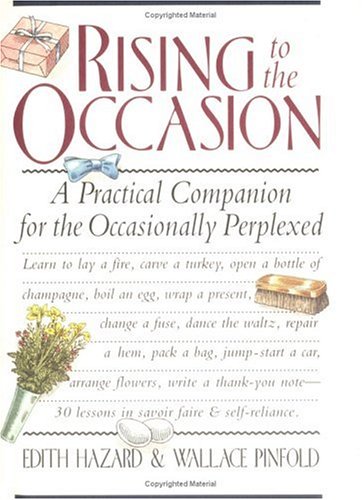 Copyrighted Material
RISING to
the
OCCASION
A Practical Companion
for the Occasionally Perplexed
Learn to lay a fire, carve a turkey, open a bottle of
champagne, boil an egg, wrap a present,
change a fuse, dance the waltz, repair
a hem, pack a bag, jump-start a car,
arrange flowers, write a thank-you note—
30 lessons in savoir faire & self-reliance.
EDITH HAZARD & WALLACE PINFOLD
Copyrighted Material